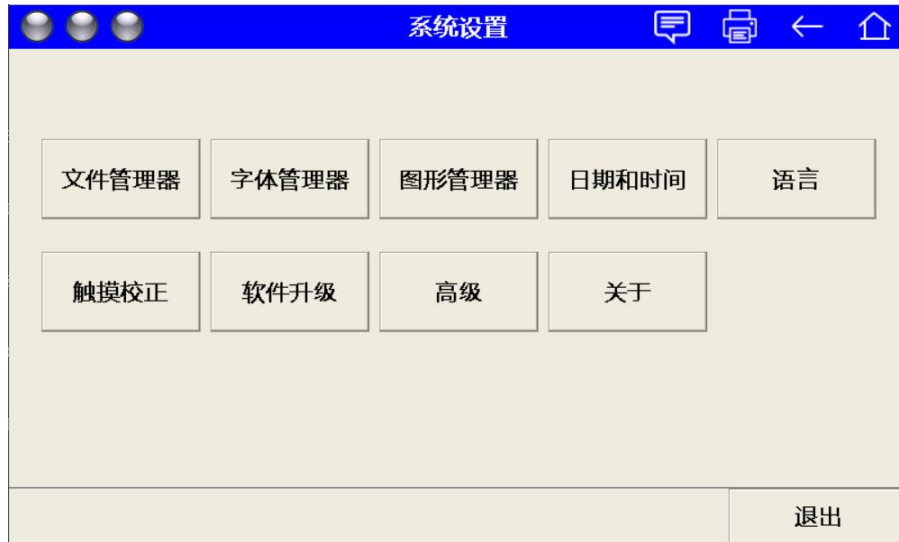 系统设置
文件管理器 字体管理器 图形管理器 日期和时间 语言
触摸校正 软件升级 高级 关于
退出